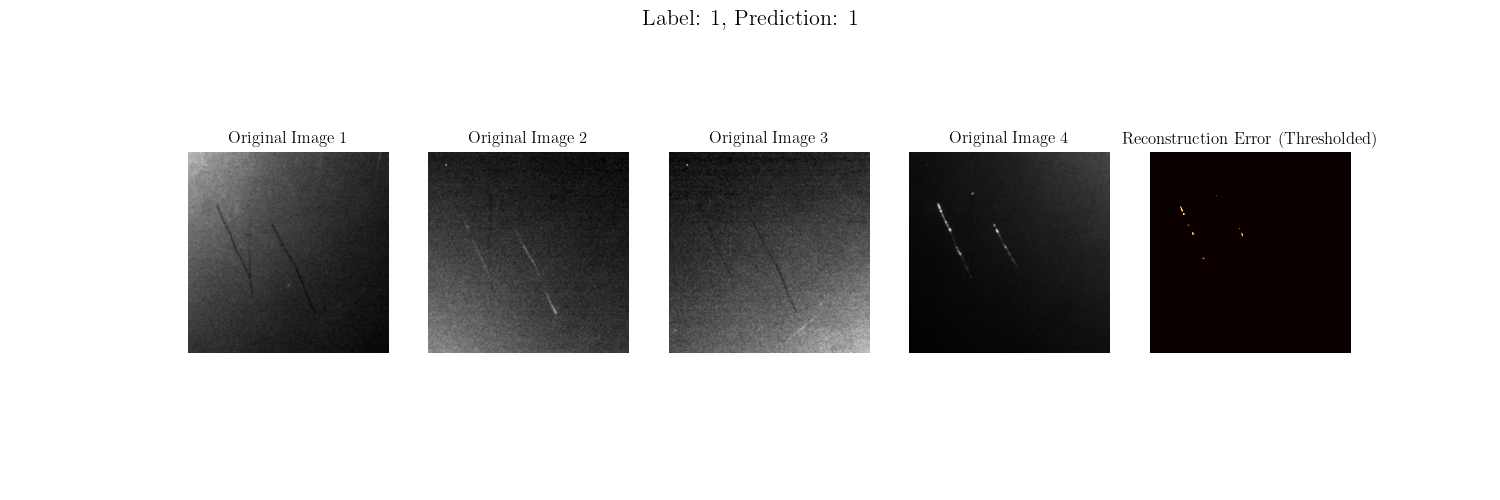 Label: 1, Prediction: 1
Original Image 1
Original Image 2
Original Image 3
Original Image 4
Reconstruction Error (Thresholded)